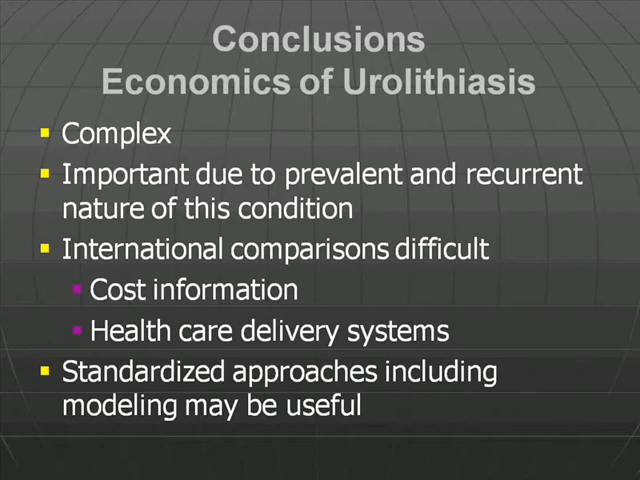 Conclusions
Economics of Urolithiasis
Complex
Important due to prevalent and recurrent
nature of this condition
International comparisons difficult
Cost information
Health care delivery systems
Standardized approaches including
modeling may be useful